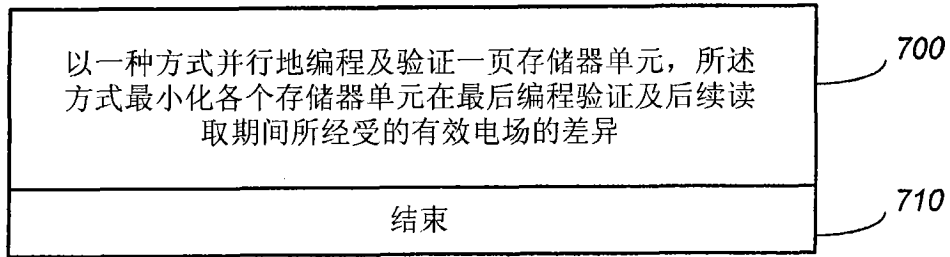 以一种方式并行地编程及验证一页存储器单元，所述
方式最小化各个存储器单元在最后编程验证及后续读
取期间所经受的有效电场的差异
700
结束
710